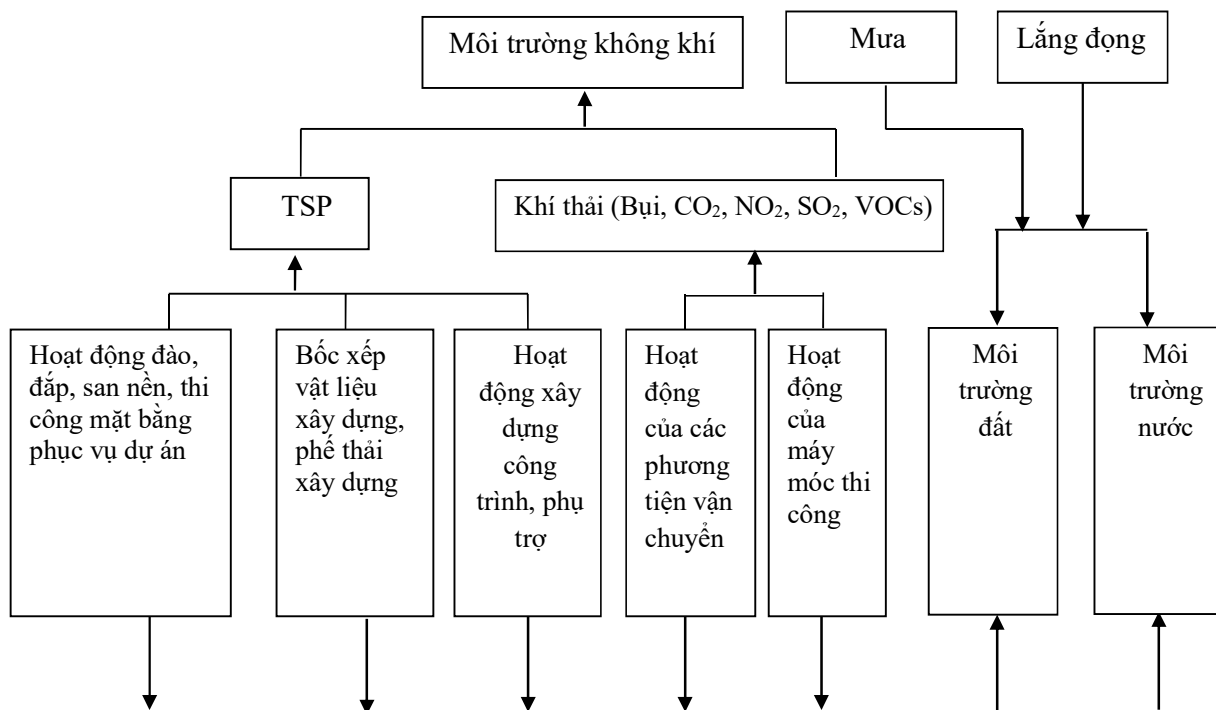 Môi trường không khí
Mưa
Lắng đọng
TSP
Khí thải (Bụi, CO₂, NO₂, SO₂, VOCs)
Hoạt động đào,
đắp, san nền, thi
công mặt bằng
phục vụ dự án
Bốc xếp
vật liệu
xây dựng,
phế thải
xây dựng
Hoạt
động xây
dựng
công
trình, phụ
trợ
Hoạt
động
của các
phương
tiện vận
chuyển
Hoạt
động
của
máy
móc thi
công
Môi
trường
đất
Môi
trường
nước